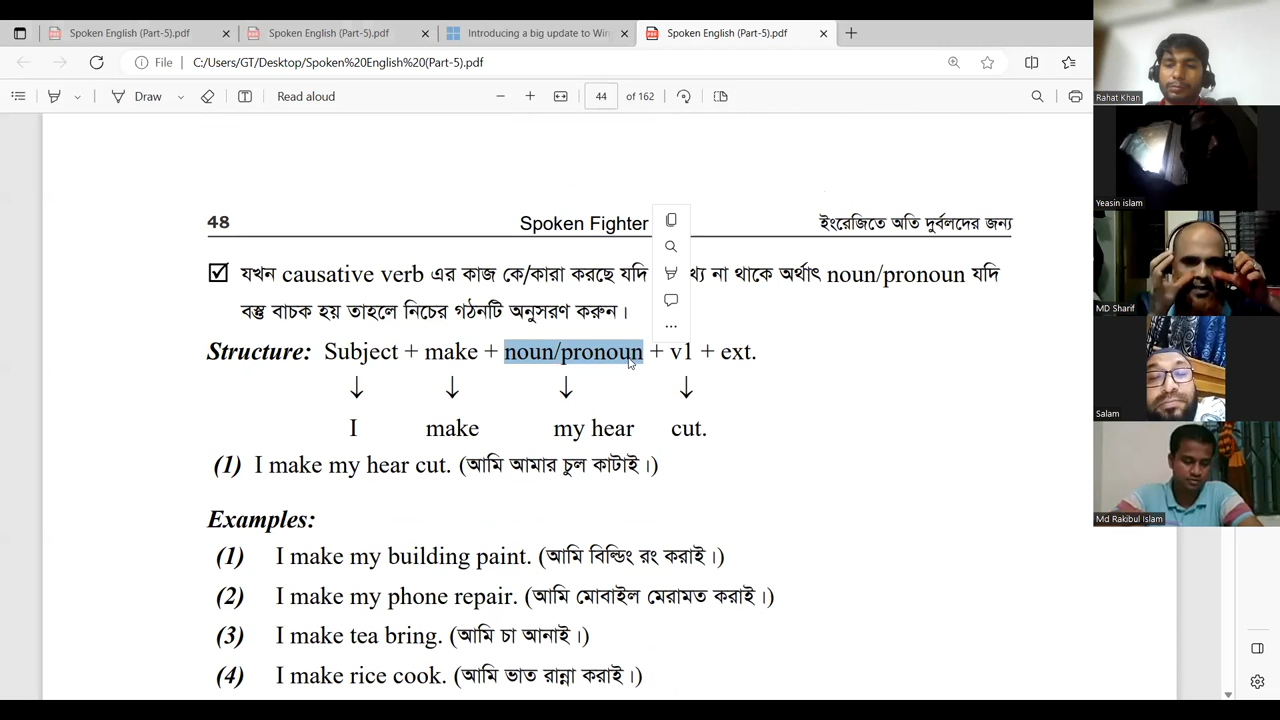 Spoken English (Part-5).pdf
Spoken English (Part-5).pdf
Introducing a big update to Win
Spoken English (Part-5).pdf
File C:/Users/GT/Desktop/Spoken%20English%20(Part-5).pdf
Draw Read aloud 44 of 162
48 Spoken Fighter ইংরেজিতে অতি দুর্বলদের জন্য
যখন causative verb এর কাজ কে/কারা করছে যদি না থাকে অর্থাৎ noun/pronoun যদি
বস্তু বাচক হয় তাহলে নিচের গঠনটি অনুসরণ করুন।
Structure: Subject + make + noun/pronoun + v1 + ext.
↓ ↓ ↓ ↓
I make my hear cut.
(1) I make my hear cut. (আমি আমার চুল কাটাই।)
Examples:
(1) I make my building paint. (আমি বিল্ডিং রং করাই।)
(2) I make my phone repair. (আমি মোবাইল মেরামত করাই।)
(3) I make tea bring. (আমি চা আনাই।)
(4) I make rice cook. (আমি ভাত রান্না করাই।)
Rahat Khan
Yeasin islam
MD Sharif
Salam
Md Rakibul Islam